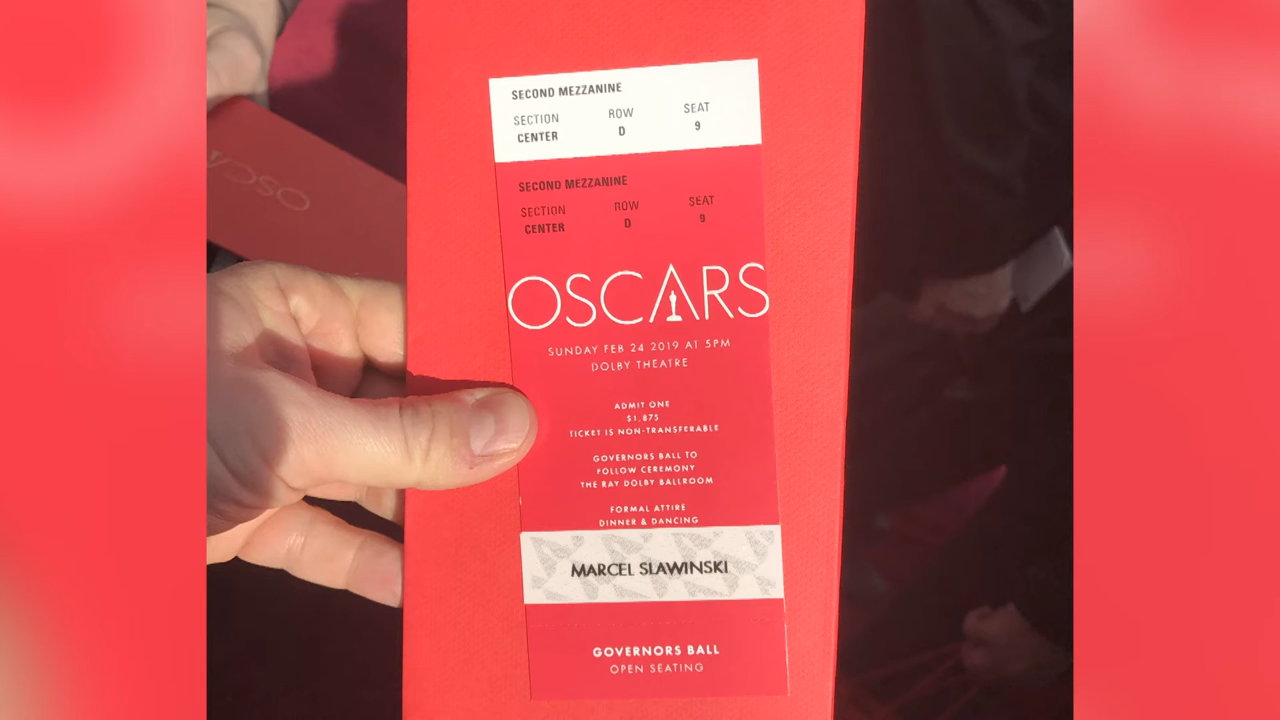 SECOND MEZZANINE
SECTION ROW SEAT
CENTER D 9
SECOND MEZZANINE
SECTION ROW SEAT
CENTER D 9
OSCARS
SUNDAY FEB 24 2019 AT 5PM
DOLBY THEATRE
ADMIT ONE
$1,875
TICKET IS NON-TRANSFERABLE
GOVERNORS BALL TO
FOLLOW CEREMONY
THE RAY DOLBY BALLROOM
FORMAL ATTIRE
DINNER & DANCING
MARCEL SLAWINSKI
GOVERNORS BALL
OPEN SEATING